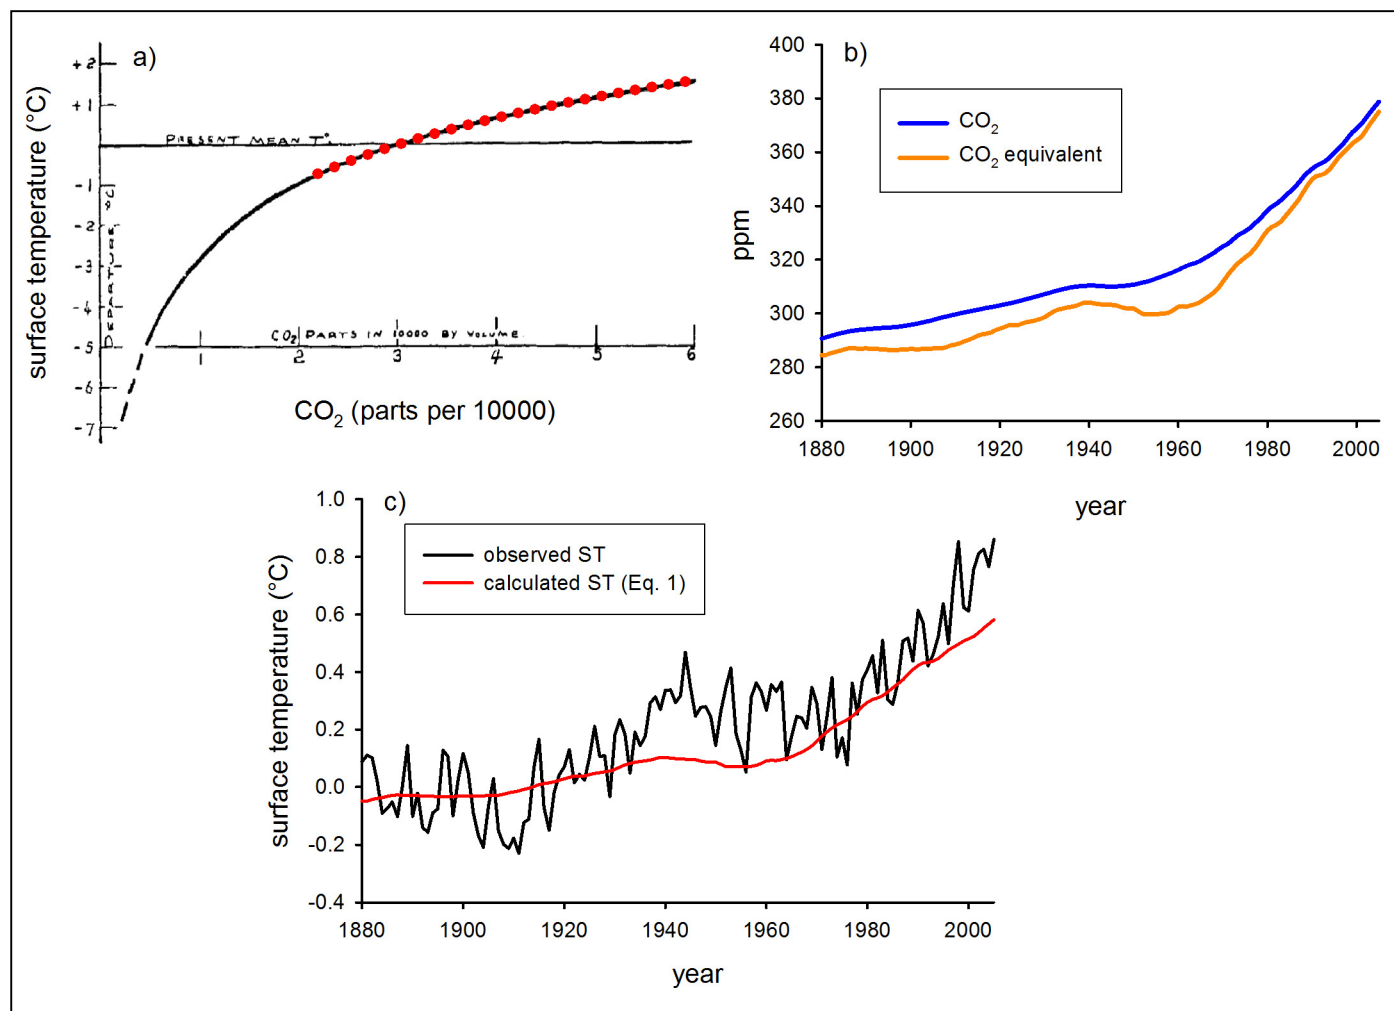 a)
surface temperature (°C)
+2
+1
PRESENT MEAN T°.
-1
-2
-3
-4
-5
-6
-7
DEPARTURE °C
CO₂ PARTS IN 10000 BY VOLUME
1
2
3
4
5
6
CO₂ (parts per 10000)
b)
ppm
400
380
360
340
320
300
280
260
CO₂
CO₂ equivalent
1880 1900 1920 1940 1960 1980 2000
year
c)
surface temperature (°C)
1.0
0.8
0.6
0.4
0.2
0.0
-0.2
-0.4
observed ST
calculated ST (Eq. 1)
1880 1900 1920 1940 1960 1980 2000
year